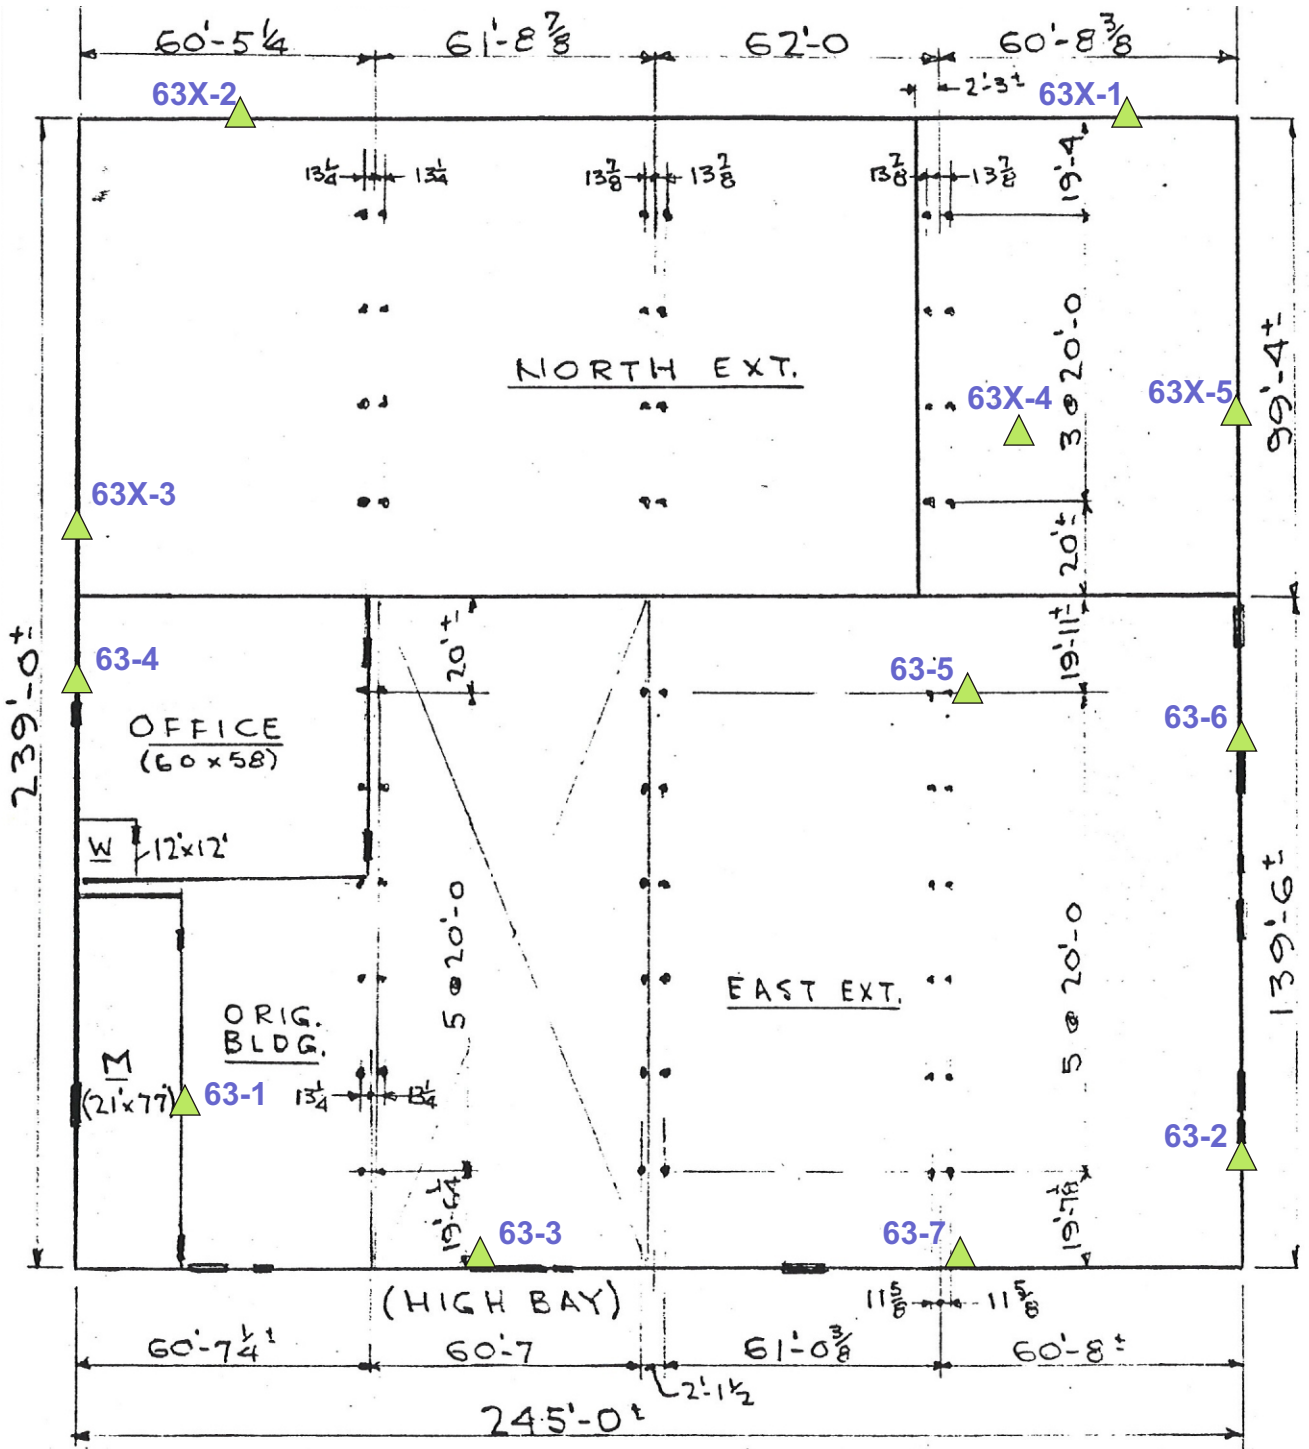 60'-5 1/4 61'-8 7/8 62'-0 60'-8 3/8
2'-3±
63X-2 63X-1
13 1/4 13 1/4 13 7/8 13 7/8 13 7/8 13 7/8
19'-4
NORTH EXT.
3 @ 20'-0
99'-4±
63X-4 63X-5
63X-3
20'±
239'-0±
63-4
20'±
19'-11±
63-5
63-6
OFFICE
(60 x 58)
W 12'x12'
5 @ 20'-0
5 @ 20'-0
139'-6±
EAST EXT.
ORIG.
BLDG.
M
(21'x77')
63-1
13 1/4 13 1/4
63-2
19'-6 1/4
19'-7 1/8
63-3 63-7
(HIGH BAY)
11 5/8 11 5/8
60'-7 1/4± 60'-7 61'-0 3/8 60'-8±
2'-1 1/2
245'-0±